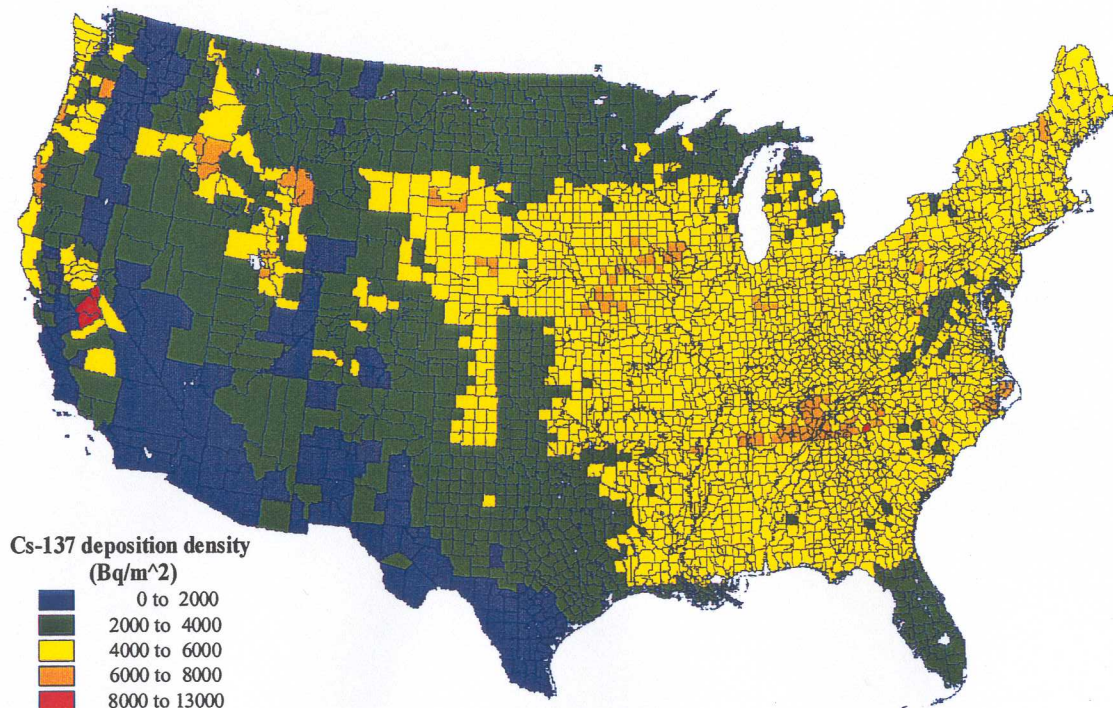 Cs-137 deposition density
(Bq/m^2)
0 to 2000
2000 to 4000
4000 to 6000
6000 to 8000
8000 to 13000